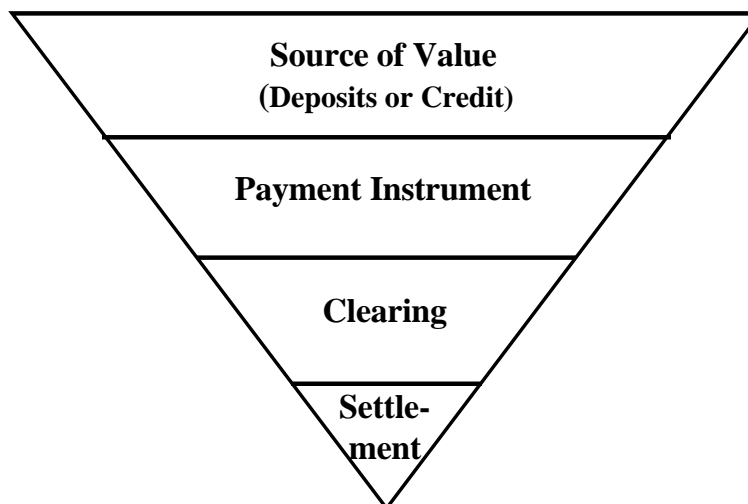 Source of Value
(Deposits or Credit)
Payment Instrument
Clearing
Settle-
ment